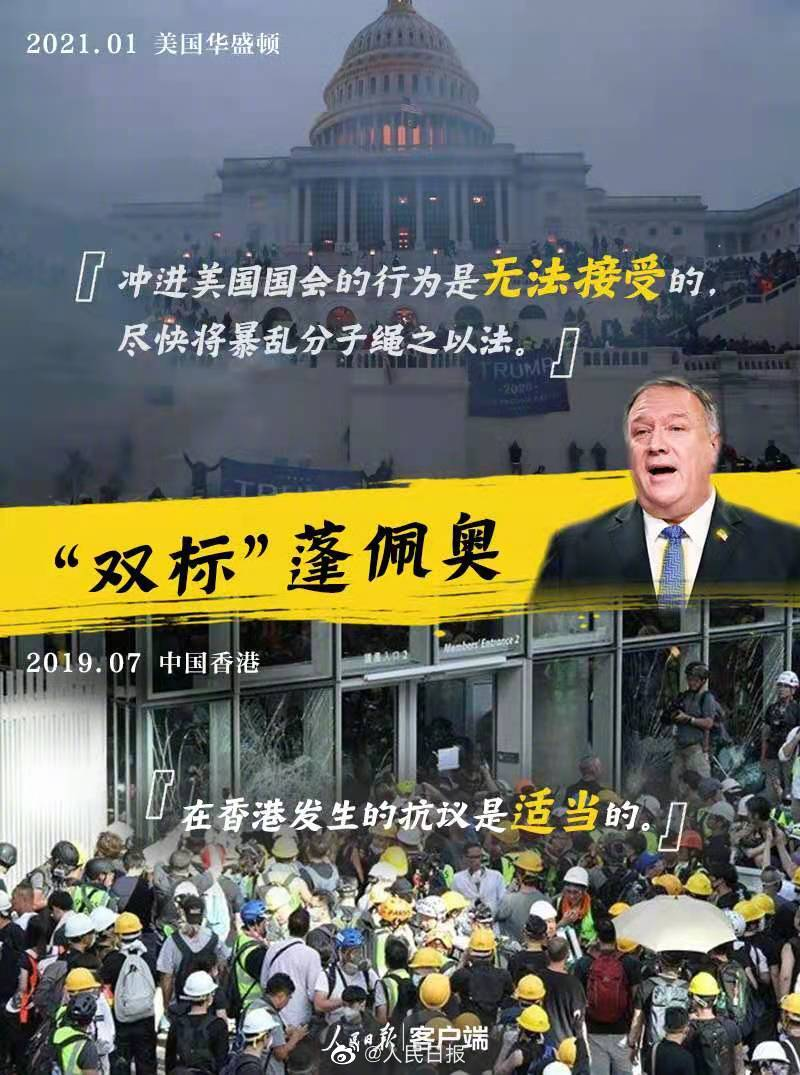 2021.01 美国华盛顿
『冲进美国国会的行为是无法接受的，
尽快将暴乱分子绳之以法。』
TRUMP
2020
TRUMP
“双标”蓬佩奥
Members' Entrance 2
2019.07 中国香港
『在香港发生的抗议是适当的。』
人民日报 客户端
@人民日报